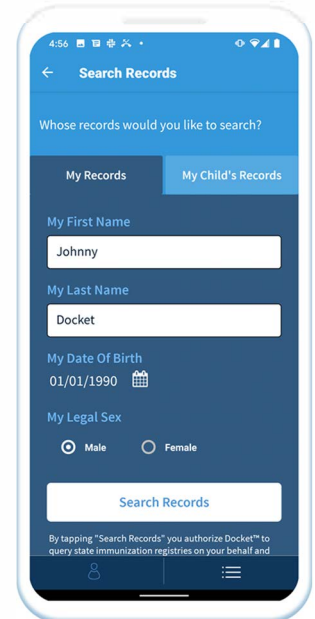 4:56
Search Records
Whose records would you like to search?
My Records
My Child's Records
My First Name
Johnny
My Last Name
Docket
My Date Of Birth
01/01/1990
My Legal Sex
Male
Female
Search Records
By tapping "Search Records" you authorize Docket™ to
query state immunization registries on your behalf and